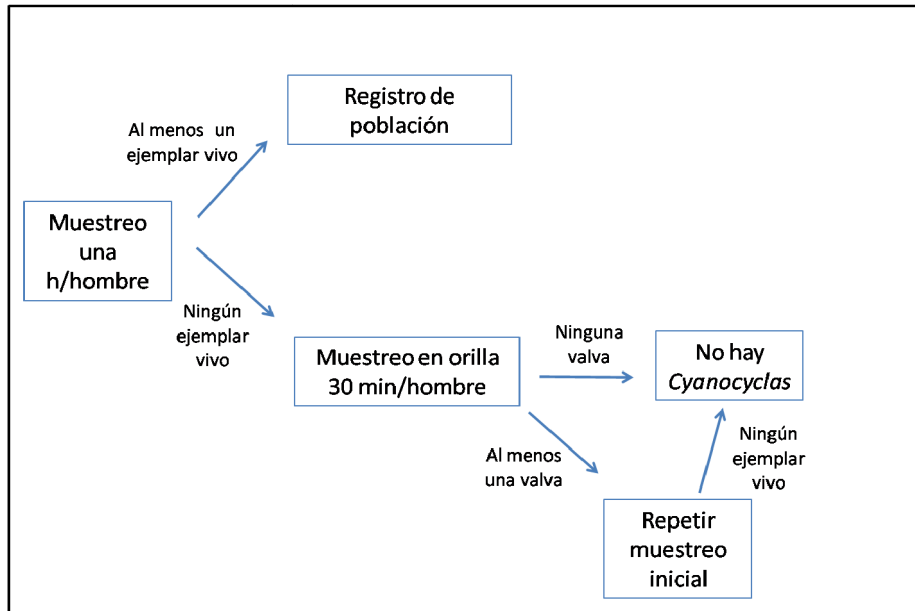 Registro de
población
Al menos un
ejemplar vivo
Muestreo
una
h/hombre
Ningún
ejemplar
vivo
Muestreo en orilla
30 min/hombre
Ninguna
valva
No hay
Cyanocyclas
Al menos
una valva
Ningún
ejemplar
vivo
Repetir
muestreo
inicial